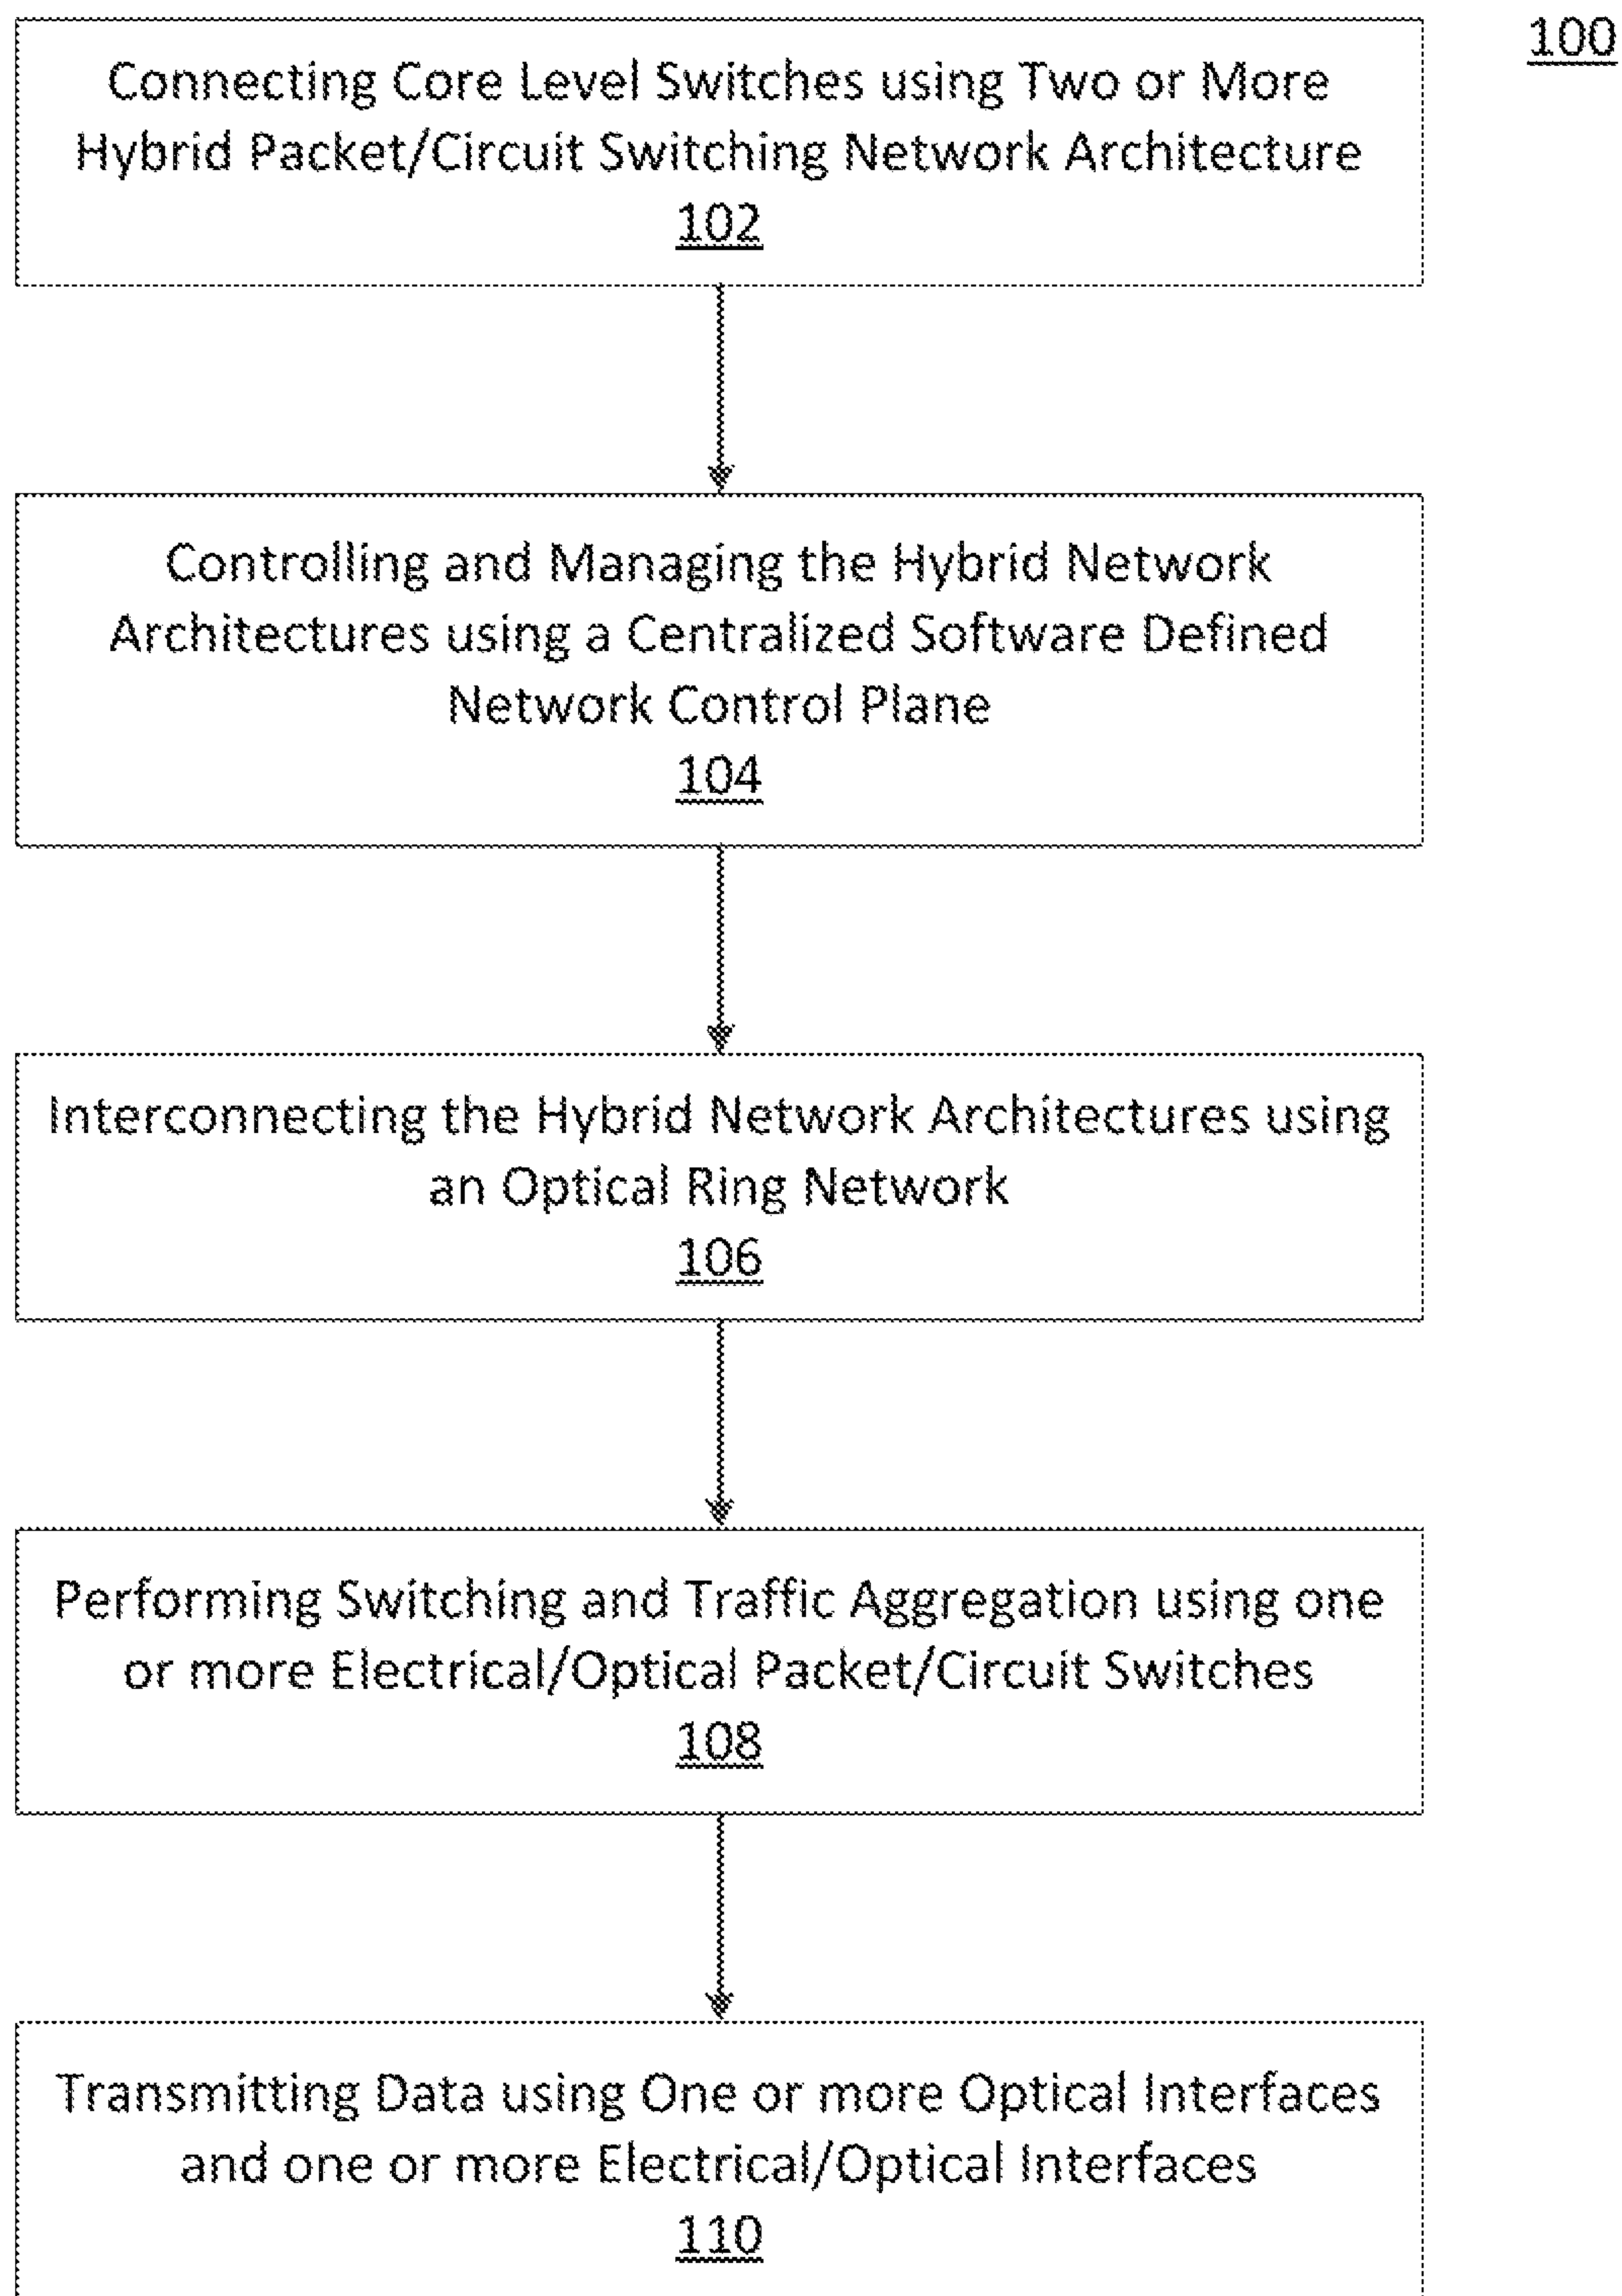 100
Connecting Core Level Switches using Two or More
Hybrid Packet/Circuit Switching Network Architecture
102
Controlling and Managing the Hybrid Network
Architectures using a Centralized Software Defined
Network Control Plane
104
Interconnecting the Hybrid Network Architectures using
an Optical Ring Network
106
Performing Switching and Traffic Aggregation using one
or more Electrical/Optical Packet/Circuit Switches
108
Transmitting Data using One or more Optical Interfaces
and one or more Electrical/Optical Interfaces
110